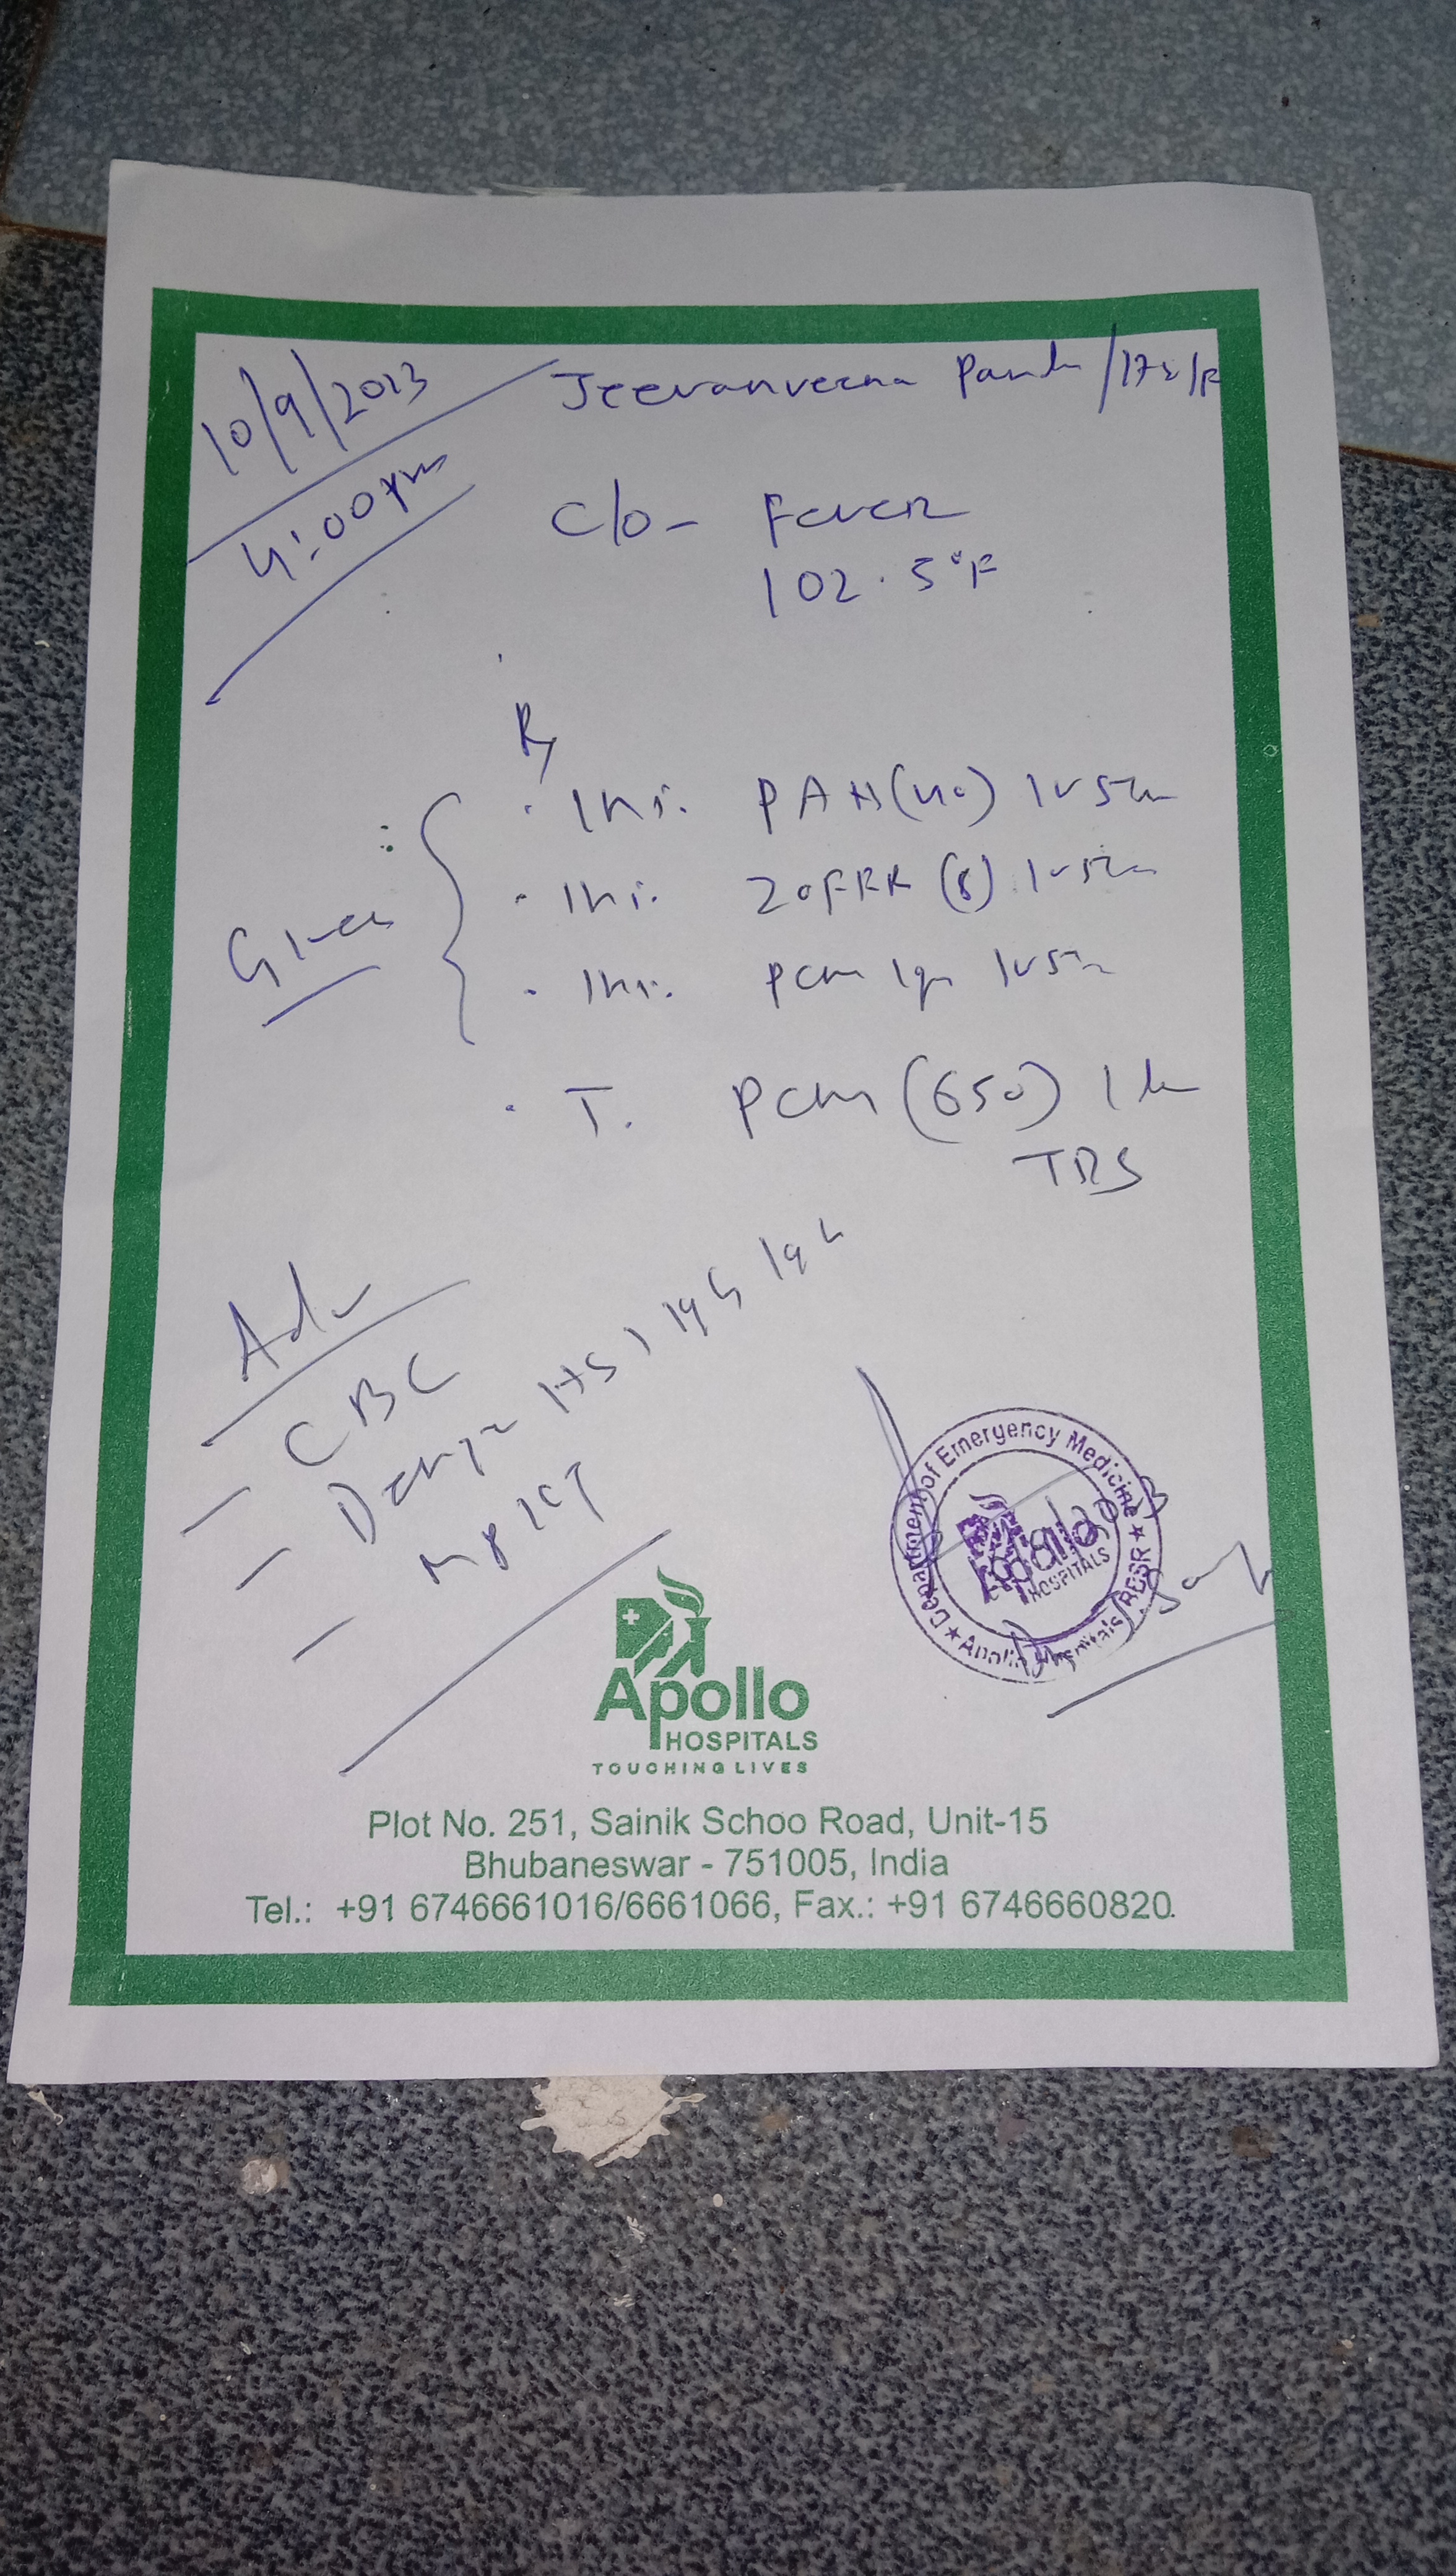 10/9/2023
4:00pm
Jeevanveena Panda /17y/F
C/o - Fever
102.5°F
Rx
Given
· Inj. PAN (40) IV Stat
· Inj. ZOFER (8) IV Stat
· Inj. PCM 1gm IV Stat
· T. PCM (650) 1
TDS
Adv
- CBC
- Dengue NS1 IgG IgM
- MP ICT
Department of Emergency Medicine
Apollo
HOSPITALS
Apollo Hospitals, BBSR
Apollo
HOSPITALS
TOUCHING LIVES
Plot No. 251, Sainik Schoo Road, Unit-15
Bhubaneswar - 751005, India
Tel.: +91 6746661016/6661066, Fax.: +91 6746660820.